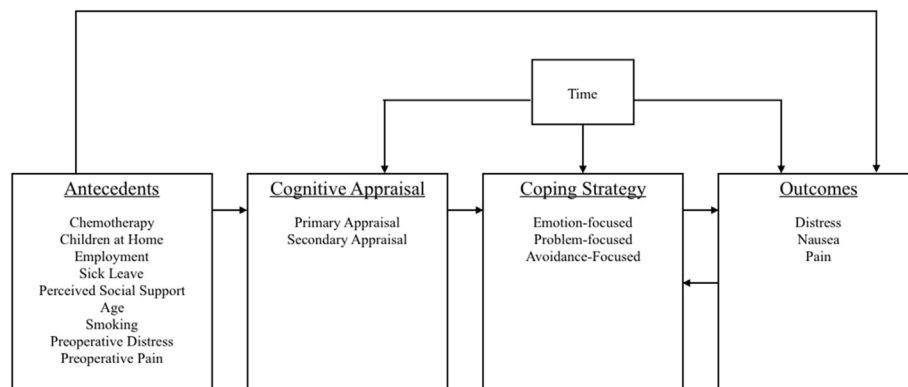 Time
Antecedents
Chemotherapy
Children at Home
Employment
Sick Leave
Perceived Social Support
Age
Smoking
Preoperative Distress
Preoperative Pain
Cognitive Appraisal
Primary Appraisal
Secondary Appraisal
Coping Strategy
Emotion-focused
Problem-focused
Avoidance-Focused
Outcomes
Distress
Nausea
Pain